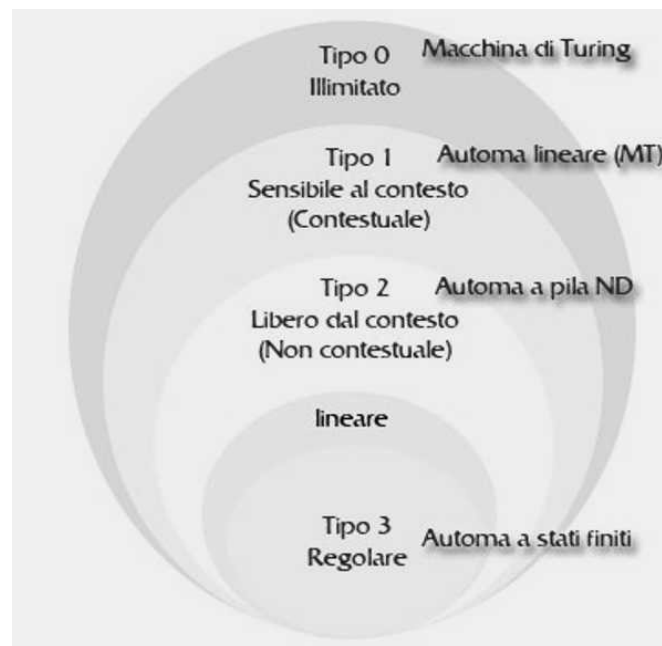 Tipo 0 Macchina di Turing
Illimitato
Tipo 1 Automa lineare (MT)
Sensibile al contesto
(Contestuale)
Tipo 2 Automa a pila ND
Libero dal contesto
(Non contestuale)
lineare
Tipo 3 Automa a stati finiti
Regolare